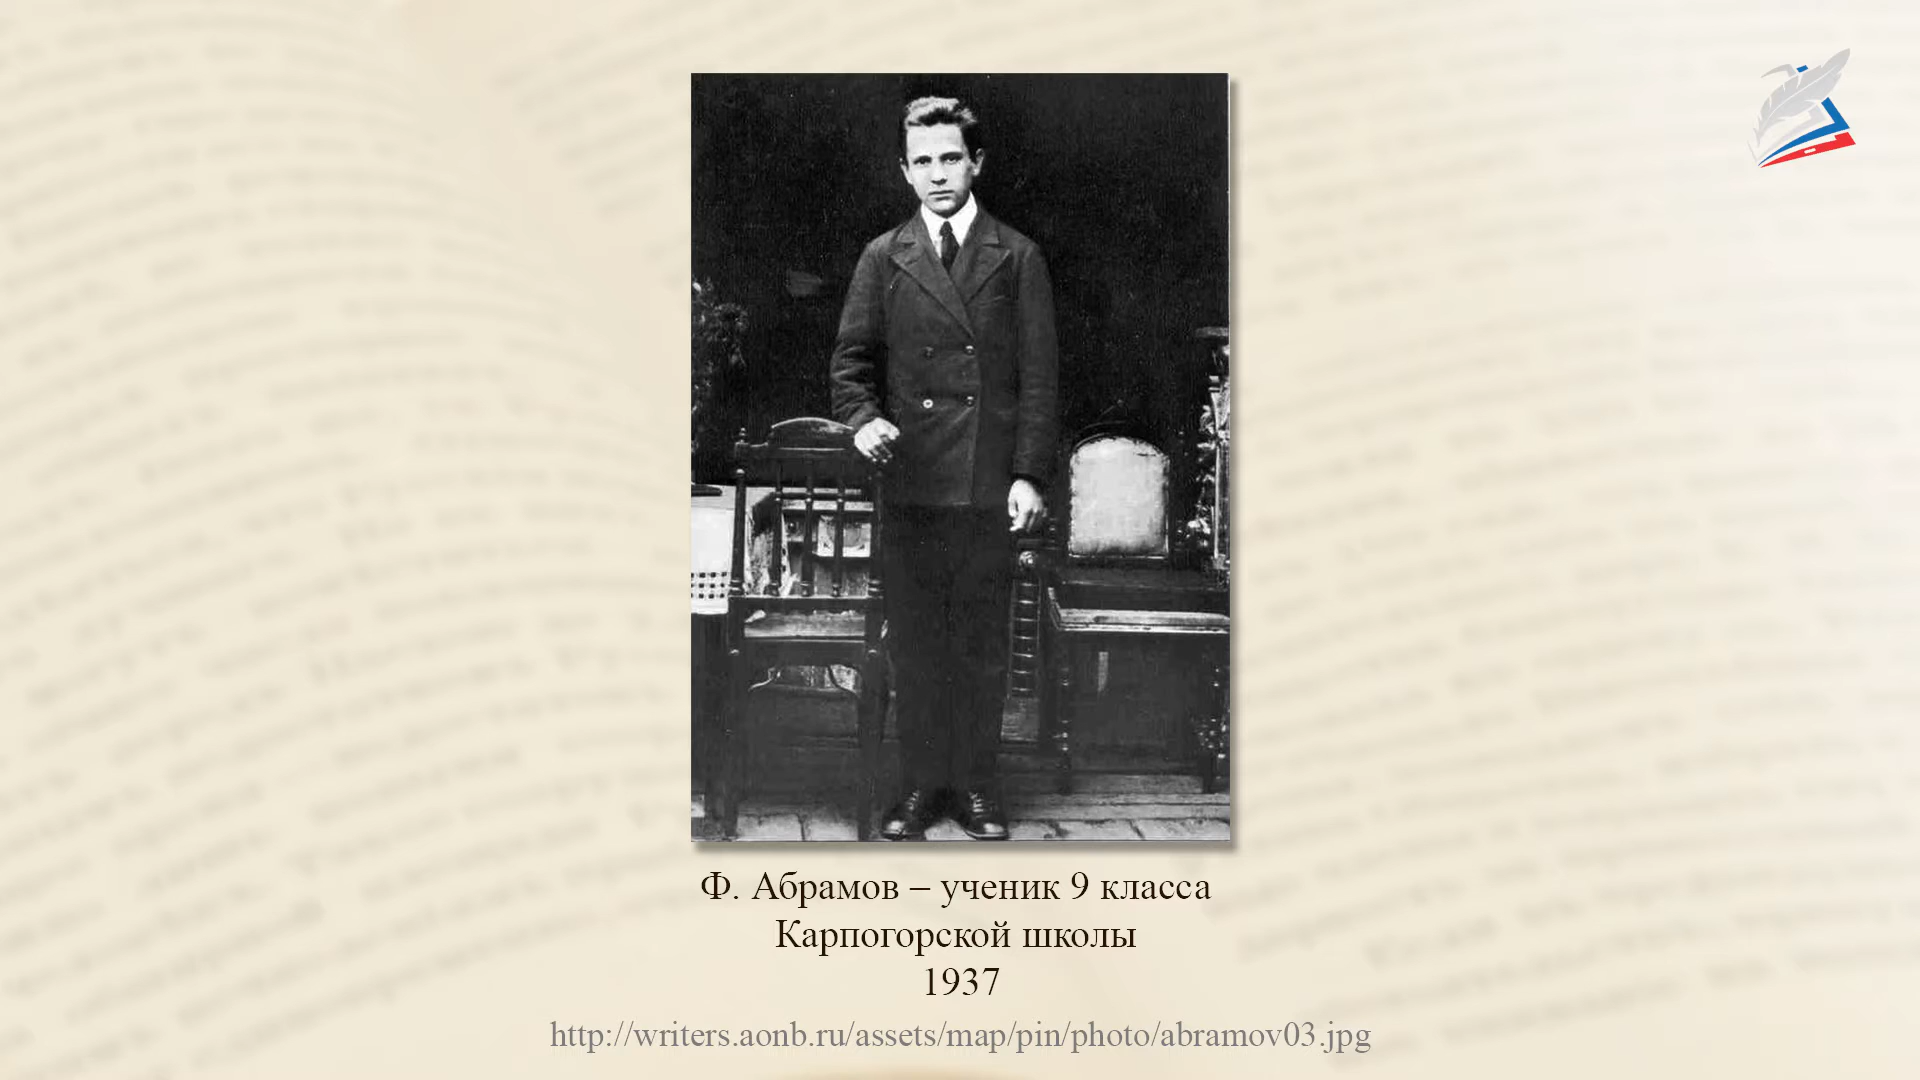 Ф. Абрамов – ученик 9 класса
Карпогорской школы
1937
http://writers.aonb.ru/assets/map/pin/photo/abramov03.jpg